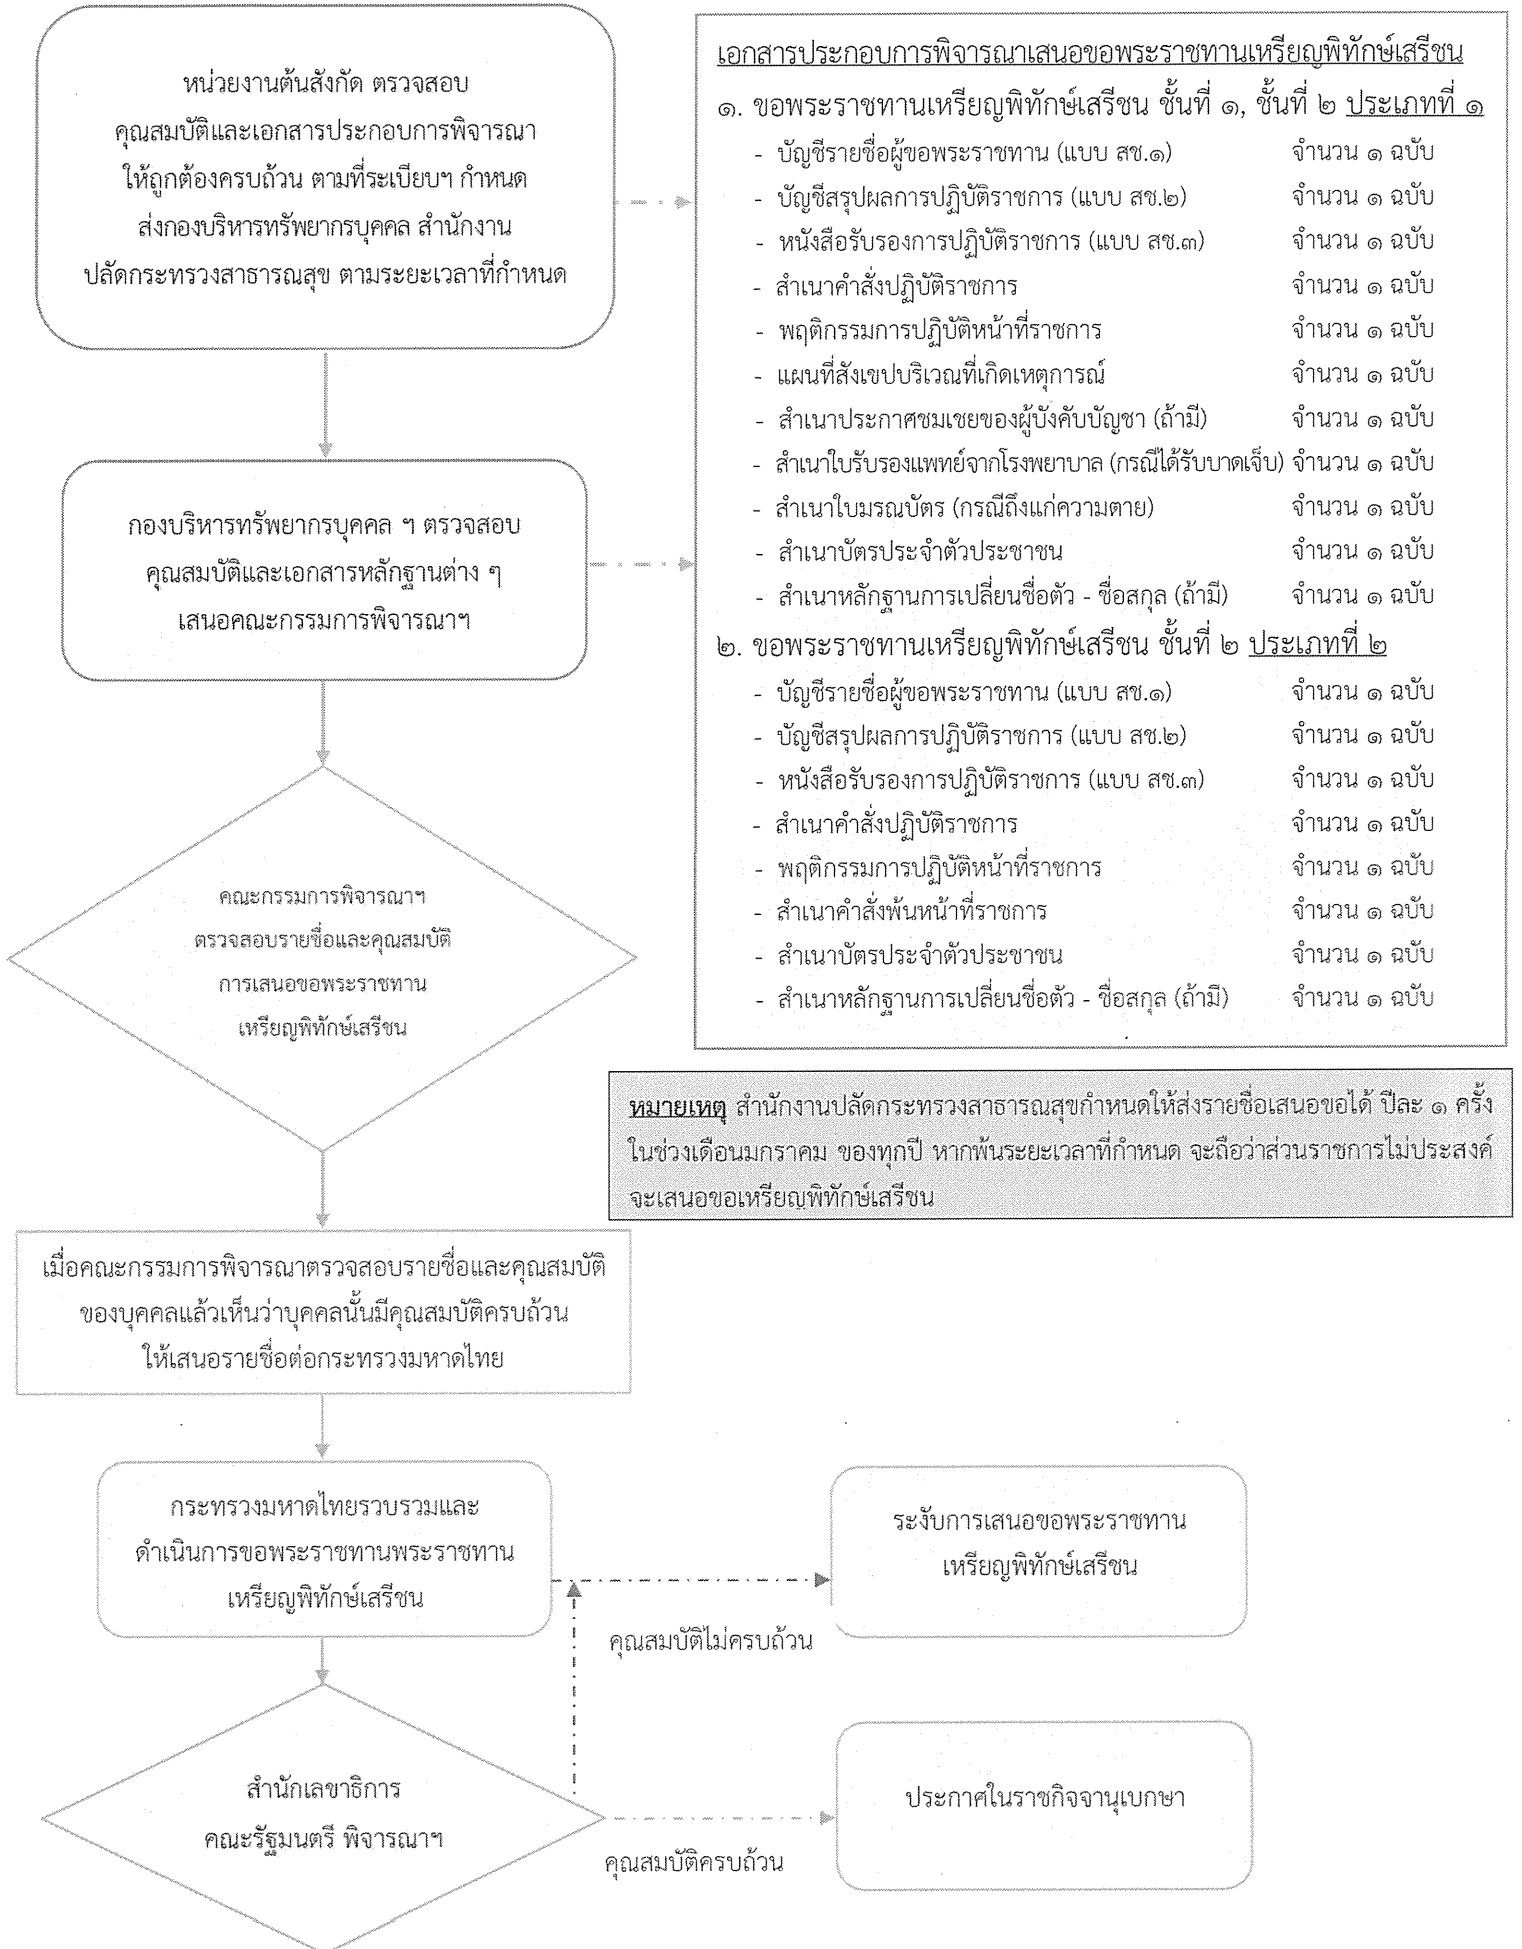 หน่วยงานต้นสังกัด ตรวจสอบ
คุณสมบัติและเอกสารประกอบการพิจารณา
ให้ถูกต้องครบถ้วน ตามที่ระเบียบฯ กำหนด
ส่งกองบริหารทรัพยากรบุคคล สำนักงาน
ปลัดกระทรวงสาธารณสุข ตามระยะเวลาที่กำหนด
กองบริหารทรัพยากรบุคคล ฯ ตรวจสอบ
คุณสมบัติและเอกสารหลักฐานต่าง ๆ
เสนอคณะกรรมการพิจารณาฯ
คณะกรรมการพิจารณาฯ
ตรวจสอบรายชื่อและคุณสมบัติ
การเสนอขอพระราชทาน
เหรียญพิทักษ์เสรีชน
เอกสารประกอบการพิจารณาเสนอขอพระราชทานเหรียญพิทักษ์เสรีชน
๑. ขอพระราชทานเหรียญพิทักษ์เสรีชน ชั้นที่ ๑, ชั้นที่ ๒ ประเภทที่ ๑
- บัญชีรายชื่อผู้ขอพระราชทาน (แบบ สช.๑) จำนวน ๑ ฉบับ
- บัญชีสรุปผลการปฏิบัติราชการ (แบบ สช.๒) จำนวน ๑ ฉบับ
- หนังสือรับรองการปฏิบัติราชการ (แบบ สช.๓) จำนวน ๑ ฉบับ
- สำเนาคำสั่งปฏิบัติราชการ จำนวน ๑ ฉบับ
- พฤติกรรมการปฏิบัติหน้าที่ราชการ จำนวน ๑ ฉบับ
- แผนที่สังเขปบริเวณที่เกิดเหตุการณ์ จำนวน ๑ ฉบับ
- สำเนาประกาศชมเชยของผู้บังคับบัญชา (ถ้ามี) จำนวน ๑ ฉบับ
- สำเนาใบรับรองแพทย์จากโรงพยาบาล (กรณีได้รับบาดเจ็บ) จำนวน ๑ ฉบับ
- สำเนาใบมรณบัตร (กรณีถึงแก่ความตาย) จำนวน ๑ ฉบับ
- สำเนาบัตรประจำตัวประชาชน จำนวน ๑ ฉบับ
- สำเนาหลักฐานการเปลี่ยนชื่อตัว - ชื่อสกุล (ถ้ามี) จำนวน ๑ ฉบับ
๒. ขอพระราชทานเหรียญพิทักษ์เสรีชน ชั้นที่ ๒ ประเภทที่ ๒
- บัญชีรายชื่อผู้ขอพระราชทาน (แบบ สช.๑) จำนวน ๑ ฉบับ
- บัญชีสรุปผลการปฏิบัติราชการ (แบบ สช.๒) จำนวน ๑ ฉบับ
- หนังสือรับรองการปฏิบัติราชการ (แบบ สช.๓) จำนวน ๑ ฉบับ
- สำเนาคำสั่งปฏิบัติราชการ จำนวน ๑ ฉบับ
- พฤติกรรมการปฏิบัติหน้าที่ราชการ จำนวน ๑ ฉบับ
- สำเนาคำสั่งพ้นหน้าที่ราชการ จำนวน ๑ ฉบับ
- สำเนาบัตรประจำตัวประชาชน จำนวน ๑ ฉบับ
- สำเนาหลักฐานการเปลี่ยนชื่อตัว - ชื่อสกุล (ถ้ามี) จำนวน ๑ ฉบับ
หมายเหตุ สำนักงานปลัดกระทรวงสาธารณสุขกำหนดให้ส่งรายชื่อเสนอขอได้ ปีละ ๑ ครั้ง
ในช่วงเดือนมกราคม ของทุกปี หากพ้นระยะเวลาที่กำหนด จะถือว่าส่วนราชการไม่ประสงค์
จะเสนอขอเหรียญพิทักษ์เสรีชน
เมื่อคณะกรรมการพิจารณาตรวจสอบรายชื่อและคุณสมบัติ
ของบุคคลแล้วเห็นว่าบุคคลนั้นมีคุณสมบัติครบถ้วน
ให้เสนอรายชื่อต่อกระทรวงมหาดไทย
กระทรวงมหาดไทยรวบรวมและ
ดำเนินการขอพระราชทานพระราชทาน
เหรียญพิทักษ์เสรีชน
ระงับการเสนอขอพระราชทาน
เหรียญพิทักษ์เสรีชน
คุณสมบัติไม่ครบถ้วน
สำนักเลขาธิการ
คณะรัฐมนตรี พิจารณาฯ
ประกาศในราชกิจจานุเบกษา
คุณสมบัติครบถ้วน